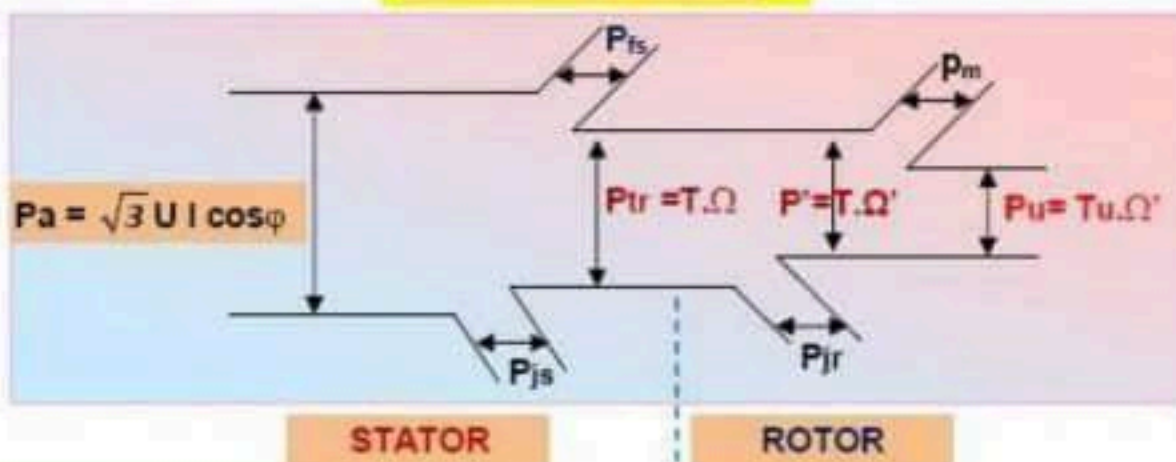 Pfs
pm
Pa = √3 U I cosφ
Ptr =T.Ω
P'=T.Ω'
Pu= Tu.Ω'
Pjs
Pjr
STATOR
ROTOR